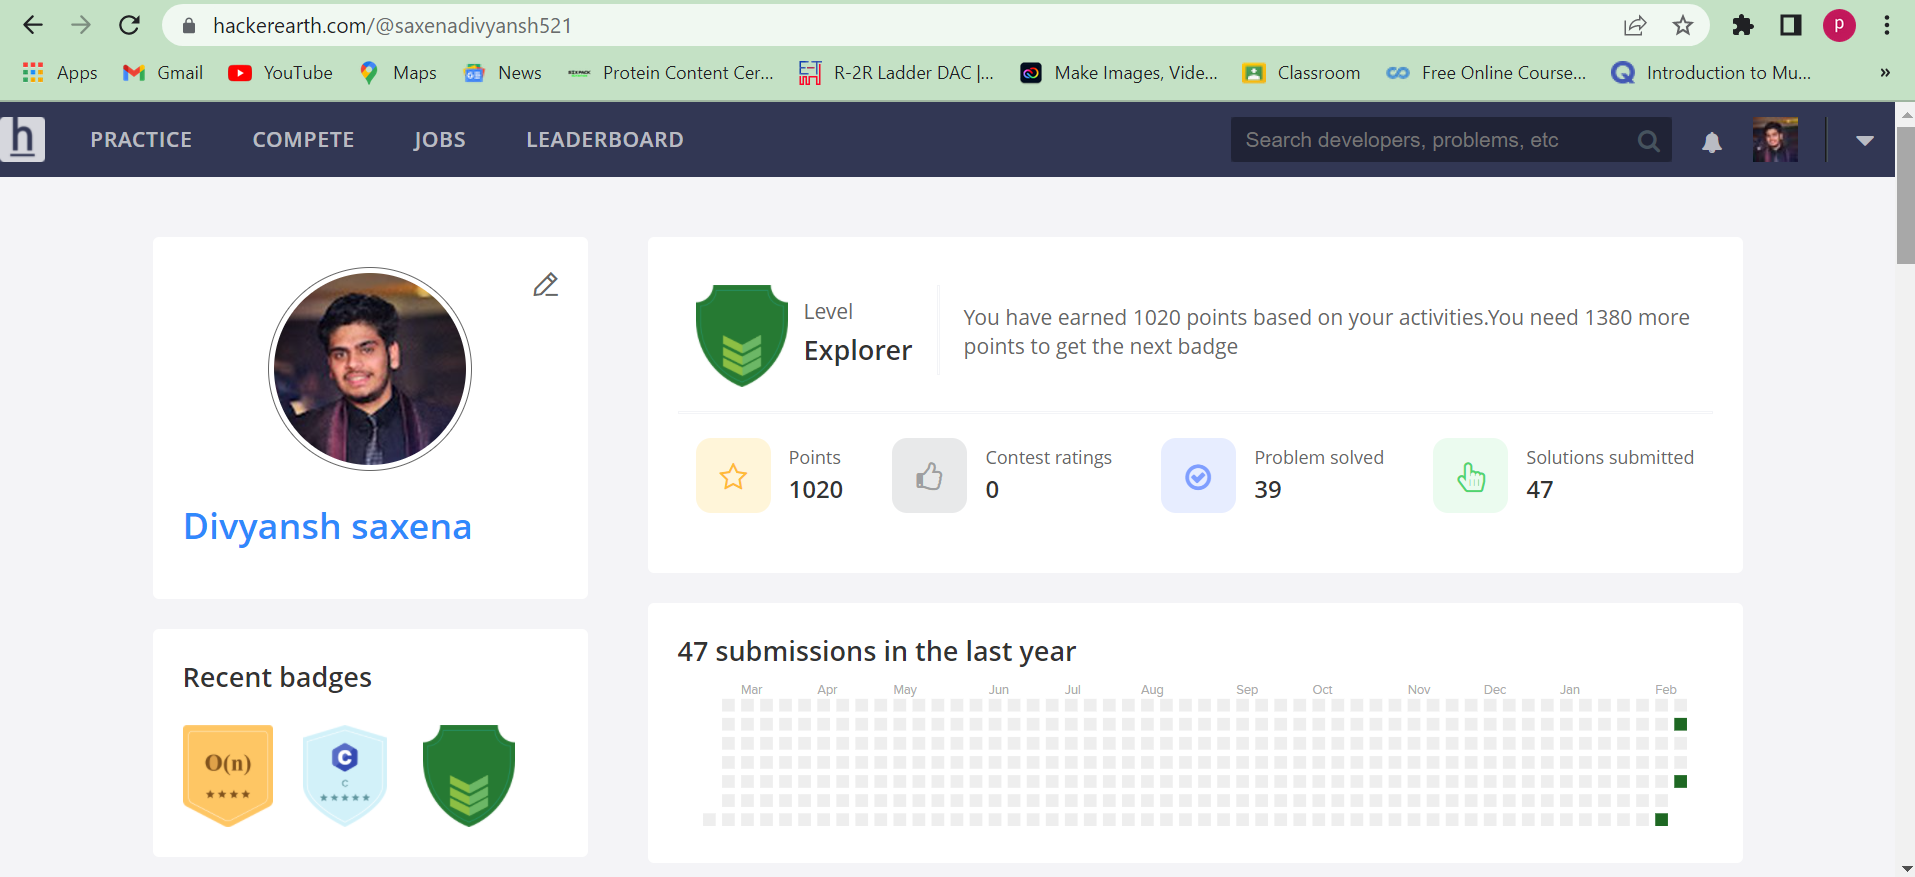 hackerearth.com/@saxenadivyansh521
p
Apps Gmail YouTube Maps News Protein Content Cer... R-2R Ladder DAC |... Make Images, Vide... Classroom Free Online Course... Introduction to Mu... »
h PRACTICE COMPETE JOBS LEADERBOARD Search developers, problems, etc
Level
Explorer
You have earned 1020 points based on your activities.You need 1380 more
points to get the next badge
Points
1020
Contest ratings
0
Problem solved
39
Solutions submitted
47
Divyansh saxena
Recent badges
O(n)
C
C
47 submissions in the last year
Mar Apr May Jun Jul Aug Sep Oct Nov Dec Jan Feb